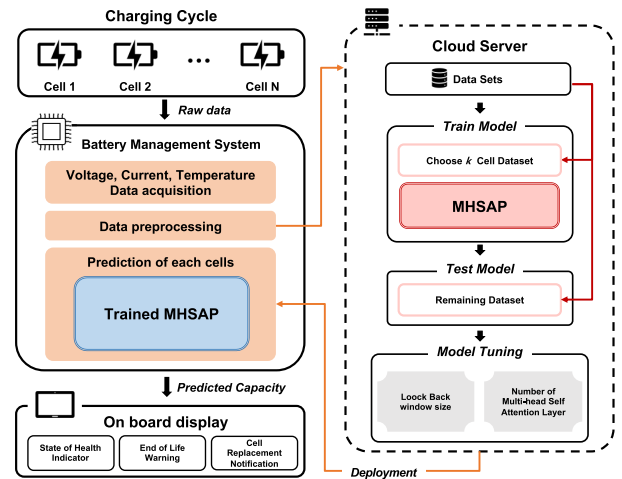 Charging Cycle
Cell 1
Cell 2
...
Cell N
Raw data
Battery Management System
Voltage, Current, Temperature
Data acquisition
Data preprocessing
Prediction of each cells
Trained MHSAP
Predicted Capacity
On board display
State of Health
Indicator
End of Life
Warning
Cell
Replacement
Notification
Cloud Server
Data Sets
Train Model
Choose k Cell Dataset
MHSAP
Test Model
Remaining Dataset
Model Tuning
Loock Back
window size
Number of
Multi-head Self
Attention Layer
Deployment